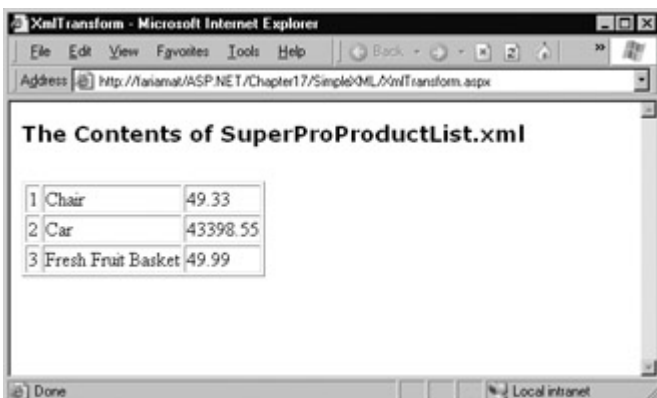 XmlTransform - Microsoft Internet Explorer
File Edit View Favorites Tools Help Back »
Address http://fariamat/ASP.NET/Chapter17/SimpleXML/XmlTransform.aspx
The Contents of SuperProProductList.xml
1 Chair 49.33
2 Car 43398.55
3 Fresh Fruit Basket 49.99
Done Local intranet